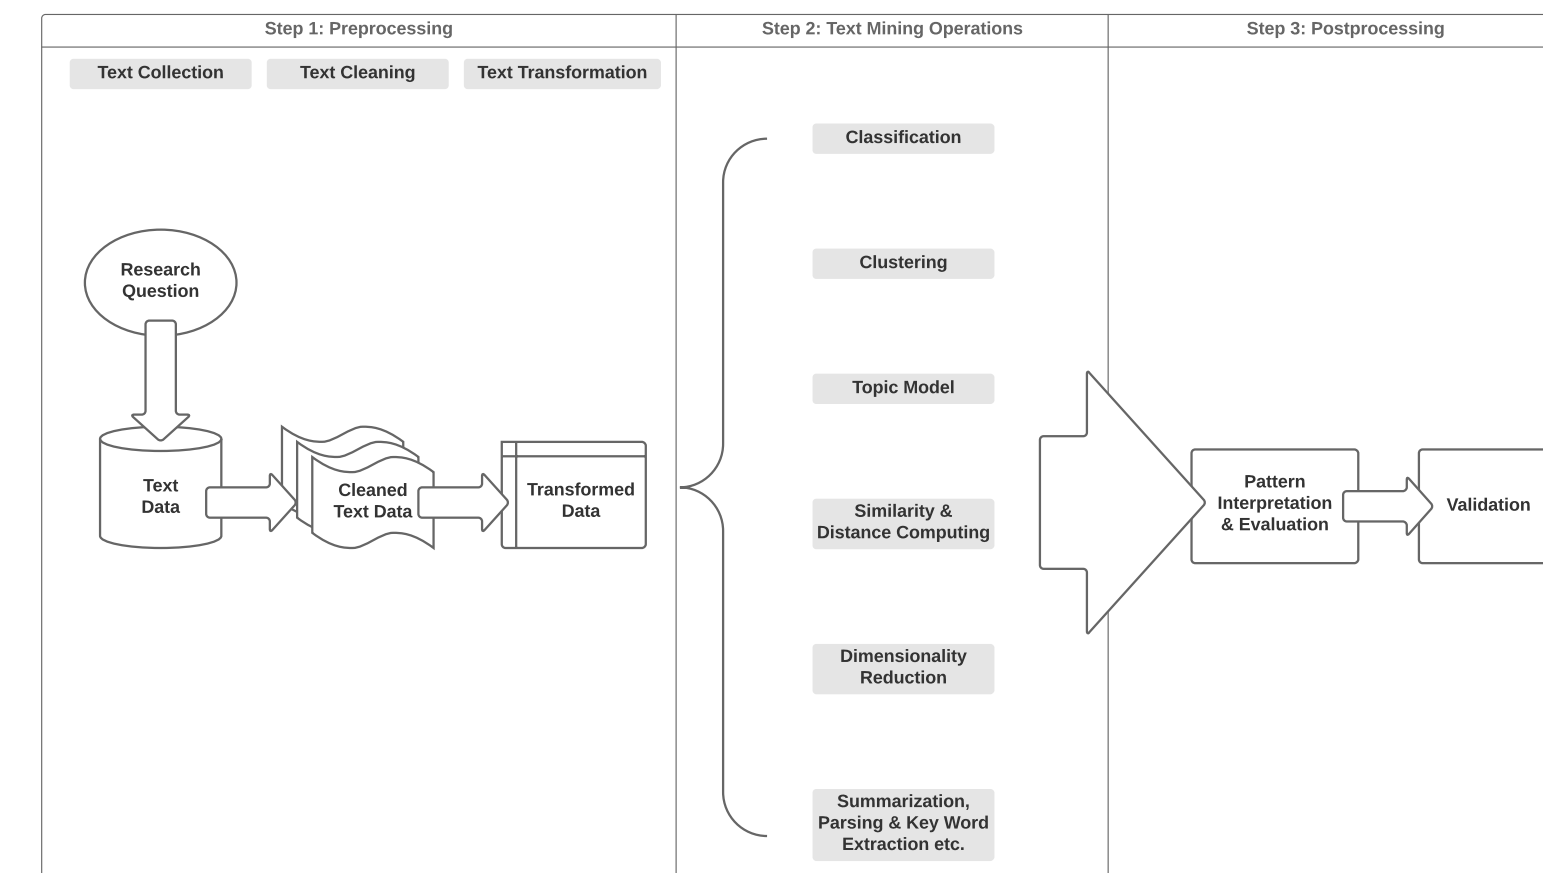 Step 1: Preprocessing
Step 2: Text Mining Operations
Step 3: Postprocessing
Text Collection
Text Cleaning
Text Transformation
Research
Question
Text
Data
Cleaned
Text Data
Transformed
Data
Classification
Clustering
Topic Model
Similarity &
Distance Computing
Dimensionality
Reduction
Summarization,
Parsing & Key Word
Extraction etc.
Pattern
Interpretation
& Evaluation
Validation